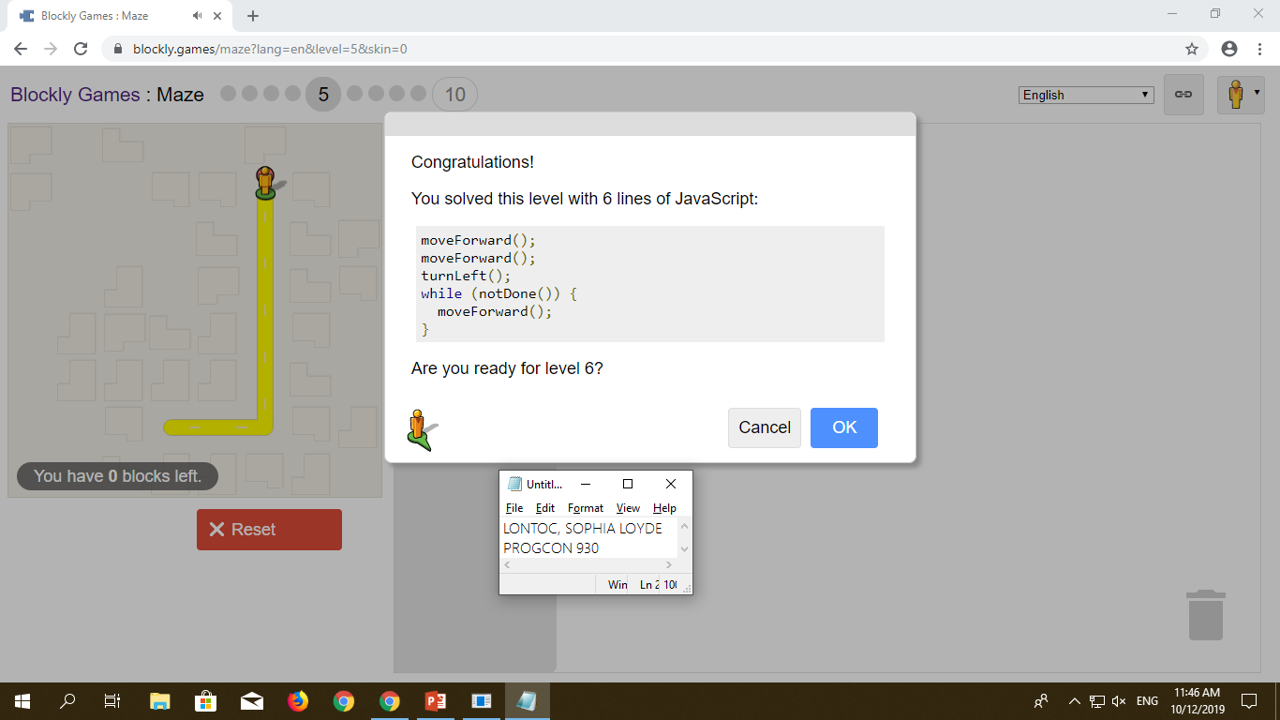 Blockly Games : Maze
blockly.games/maze?lang=en&level=5&skin=0
Blockly Games : Maze
5
10
English
Congratulations!
You solved this level with 6 lines of JavaScript:
moveForward();
moveForward();
turnLeft();
while (notDone()) {
  moveForward();
}
Are you ready for level 6?
Cancel
OK
You have 0 blocks left.
Reset
Untitl...
File Edit Format View Help
LONTOC, SOPHIA LOYDE
PROGCON 930
Win Ln 2 100
ENG
11:46 AM
10/12/2019